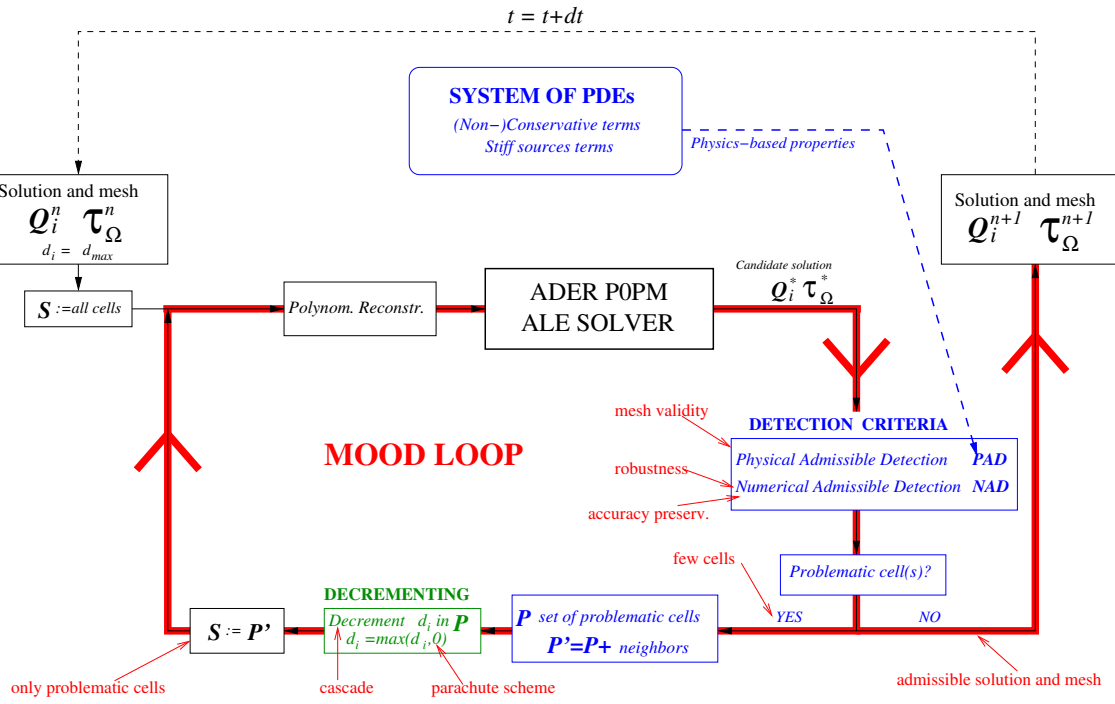 t = t+dt
SYSTEM OF PDEs
(Non−)Conservative terms
Stiff sources terms
Physics−based properties
Solution and mesh
Q_i^n τ_Ω^n
d_i = d_max
S :=all cells
Solution and mesh
Q_i^{n+1} τ_Ω^{n+1}
Polynom. Reconstr.
ADER P0PM
ALE SOLVER
Candidate solution
Q_i^* τ_Ω^*
mesh validity
DETECTION CRITERIA
MOOD LOOP
Physical Admissible Detection PAD
robustness
Numerical Admissible Detection NAD
accuracy preserv.
few cells
Problematic cell(s)?
YES
NO
DECREMENTING
Decrement d_i in P
d_i =max(d_i,0)
P set of problematic cells
P'=P+ neighbors
S := P'
only problematic cells
cascade
parachute scheme
admissible solution and mesh